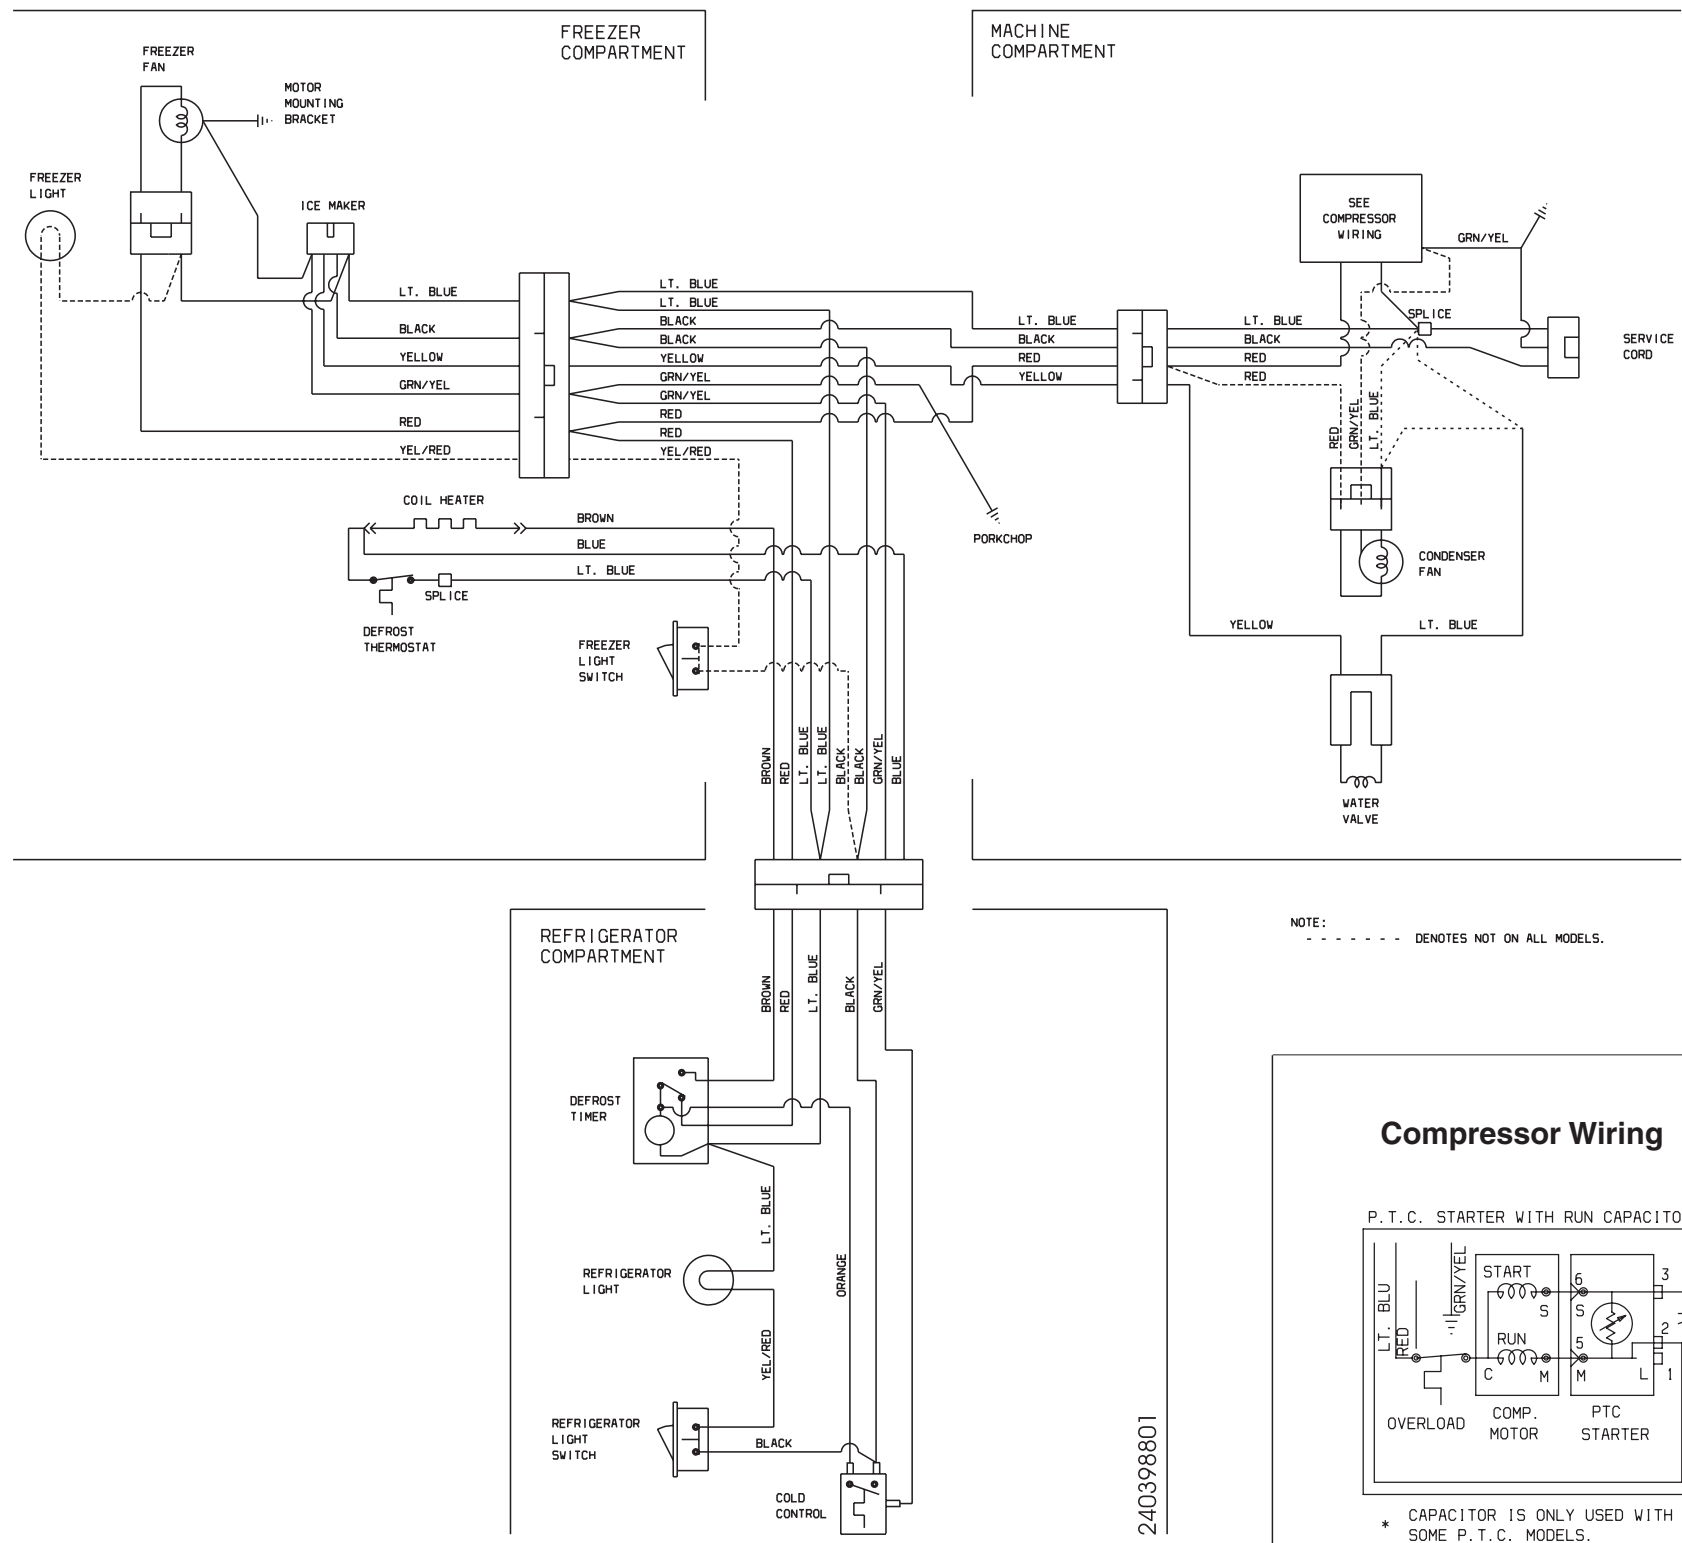 FREEZER
COMPARTMENT
MACHINE
COMPARTMENT
FREEZER
FAN
MOTOR
MOUNTING
BRACKET
FREEZER
LIGHT
ICE MAKER
LT. BLUE
BLACK
YELLOW
GRN/YEL
RED
YEL/RED
LT. BLUE
LT. BLUE
BLACK
BLACK
YELLOW
GRN/YEL
GRN/YEL
RED
RED
YEL/RED
LT. BLUE
BLACK
RED
YELLOW
SEE
COMPRESSOR
WIRING
GRN/YEL
SPLICE
LT. BLUE
BLACK
RED
RED
SERVICE
CORD
RED
GRN/YEL
LT. BLUE
CONDENSER
FAN
YELLOW
LT. BLUE
WATER
VALVE
PORKCHOP
COIL HEATER
BROWN
BLUE
LT. BLUE
SPLICE
DEFROST
THERMOSTAT
FREEZER
LIGHT
SWITCH
BROWN
RED
LT. BLUE
LT. BLUE
BLACK
BLACK
GRN/YEL
BLUE
REFRIGERATOR
COMPARTMENT
BROWN
RED
LT. BLUE
BLACK
GRN/YEL
NOTE:
- - - - - - - DENOTES NOT ON ALL MODELS.
DEFROST
TIMER
LT. BLUE
ORANGE
REFRIGERATOR
LIGHT
YEL/RED
REFRIGERATOR
LIGHT
SWITCH
BLACK
COLD
CONTROL
240398801
Compressor Wiring
P.T.C. STARTER WITH RUN CAPACITO
LT. BLU
RED
GRN/YEL
START
S
6
S
3
RUN
C
M
5
M
L
2
1
OVERLOAD
COMP.
MOTOR
PTC
STARTER
* CAPACITOR IS ONLY USED WITH
SOME P.T.C. MODELS.